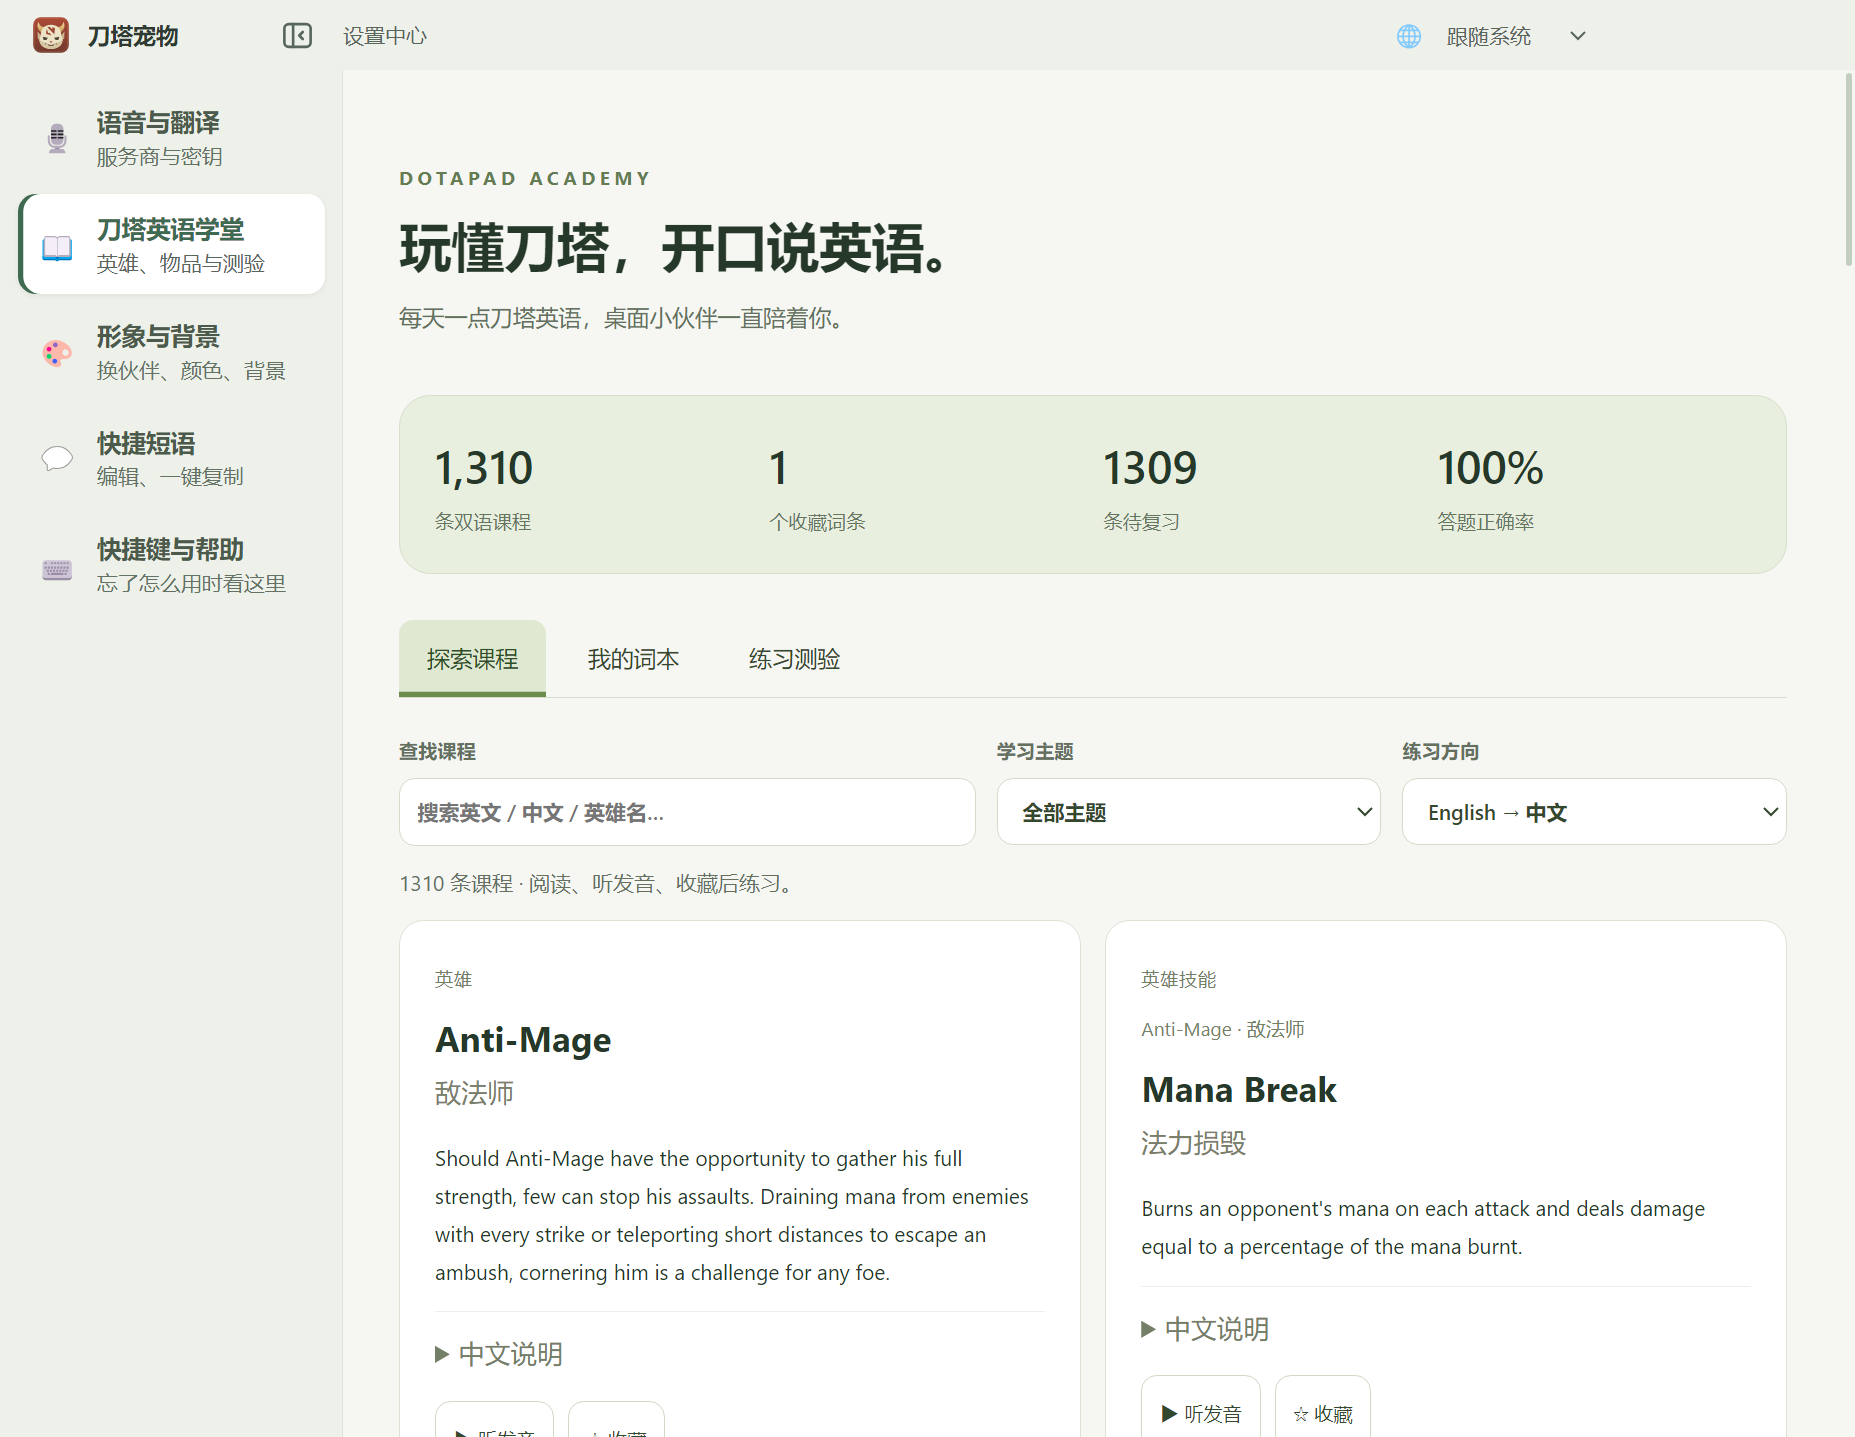 刀塔宠物
设置中心
跟随系统
语音与翻译
服务商与密钥
刀塔英语学堂
英雄、物品与测验
形象与背景
换伙伴、颜色、背景
快捷短语
编辑、一键复制
快捷键与帮助
忘了怎么用时看这里
DOTAPAD ACADEMY
玩懂刀塔，开口说英语。
每天一点刀塔英语，桌面小伙伴一直陪着你。
1,310
条双语课程
1
个收藏词条
1309
条待复习
100%
答题正确率
探索课程
我的词本
练习测验
查找课程
搜索英文 / 中文 / 英雄名...
学习主题
全部主题
练习方向
English → 中文
1310 条课程 · 阅读、听发音、收藏后练习。
英雄
Anti-Mage
敌法师
Should Anti-Mage have the opportunity to gather his full
strength, few can stop his assaults. Draining mana from enemies
with every strike or teleporting short distances to escape an
ambush, cornering him is a challenge for any foe.
▶ 中文说明
▶ 听发音
☆ 收藏
英雄技能
Anti-Mage · 敌法师
Mana Break
法力损毁
Burns an opponent's mana on each attack and deals damage
equal to a percentage of the mana burnt.
▶ 中文说明
▶ 听发音
☆ 收藏